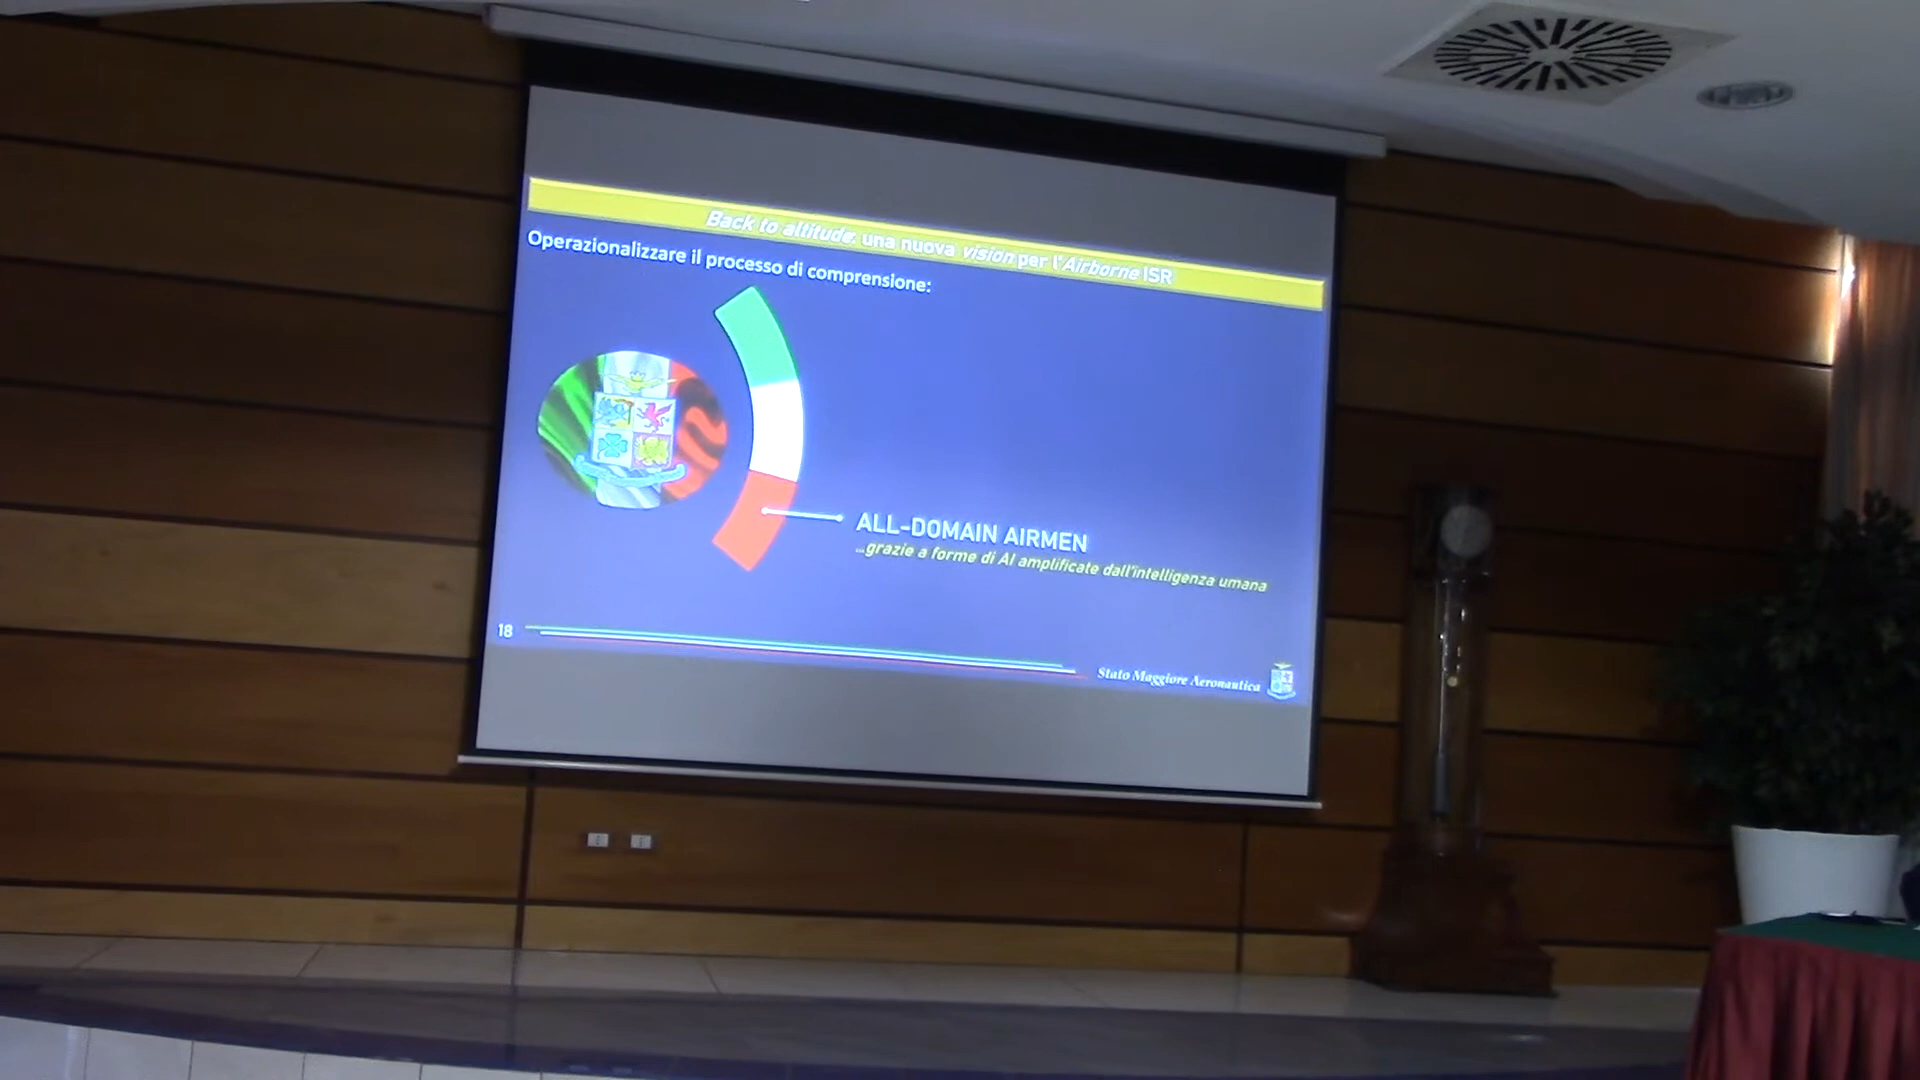 Back to altitude: una nuova vision per l'Airborne ISR
Operazionalizzare il processo di comprensione:
ALL-DOMAIN AIRMEN
...grazie a forme di AI amplificate dall'intelligenza umana
18
Stato Maggiore Aeronautica